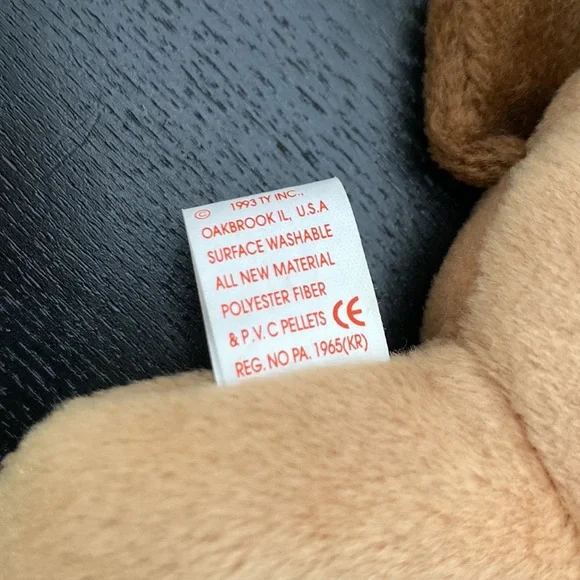 © 1993 TY INC.,
OAKBROOK IL, U.S.A
SURFACE WASHABLE
ALL NEW MATERIAL
POLYESTER FIBER
& P.V.C PELLETS CE
REG. NO PA. 1965(KR)